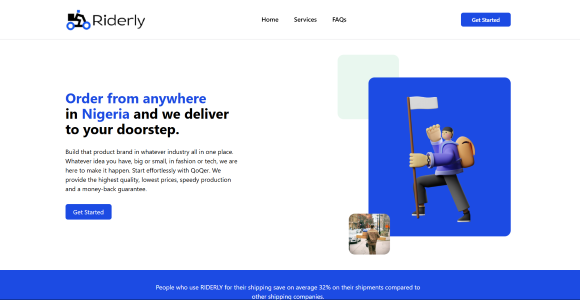 Riderly
Home Services FAQs
Get Started
Order from anywhere
in Nigeria and we deliver
to your doorstep.
Build that product brand in whatever industry all in one place.
Whatever idea you have, big or small, in fashion or tech, we are
here to make it happen. Start effortlessly with QoQer. We
provide the highest quality, lowest prices, speedy production
and a money-back guarantee.
Get Started
People who use RIDERLY for their shipping save on average 32% on their shipments compared to
other shipping companies.